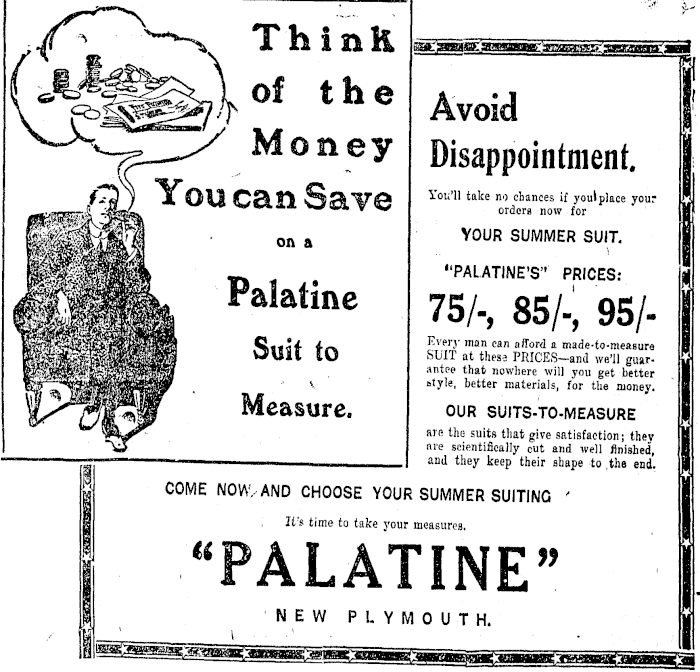 Think
of the
Money
You can Save
on a
Palatine
Suit to
Measure.
Avoid
Disappointment.
You'll take no chances if you place your
orders now for
YOUR SUMMER SUIT.
"PALATINE'S" PRICES:
75/-, 85/-, 95/-
Every man can afford a made-to-measure
SUIT at these PRICES—and we'll guar-
antee that nowhere will you get better
style, better materials, for the money.
OUR SUITS-TO-MEASURE
are the suits that give satisfaction; they
are scientifically cut and well finished,
and they keep their shape to the end.
COME NOW, AND CHOOSE YOUR SUMMER SUITING
It's time to take your measures.
"PALATINE"
NEW PLYMOUTH.